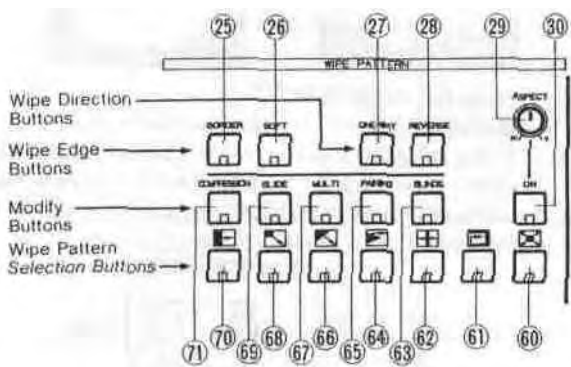 25 26 27 28 29 30
WIPE PATTERN
ASPECT
Wipe Direction
Buttons
BORDER SOFT ONE-WAY REVERSE
Wipe Edge
Buttons
COMPRESSION SLIDE MULTI PAIRING BLINDS ON
Modify
Buttons
Wipe Pattern
Selection Buttons
70 68 66 64 62 61 60
71 69 67 65 63